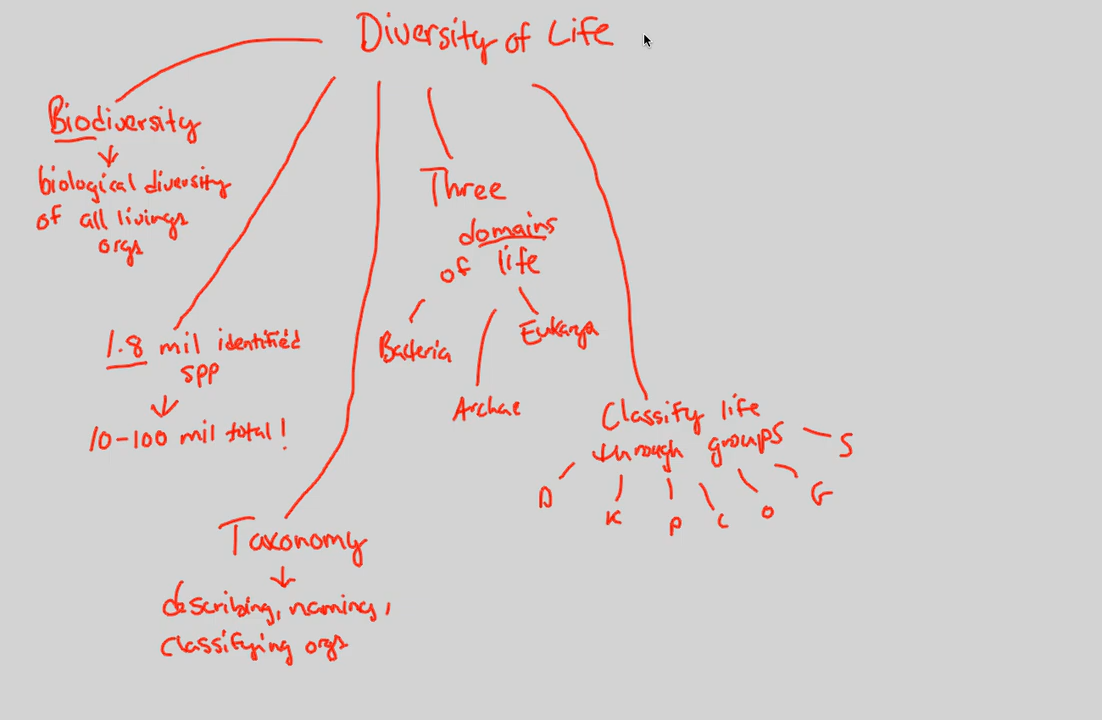 Diversity of Life
Biodiversity
biological diversity
of all livings
orgs
1.8 mil identified
spp
10-100 mil total!
Taxonomy
describing, naming,
classifying orgs
Three
domains
of life
Bacteria
Archae
Eukarya
Classify life
through groups
D
K
P
C
O
G
S